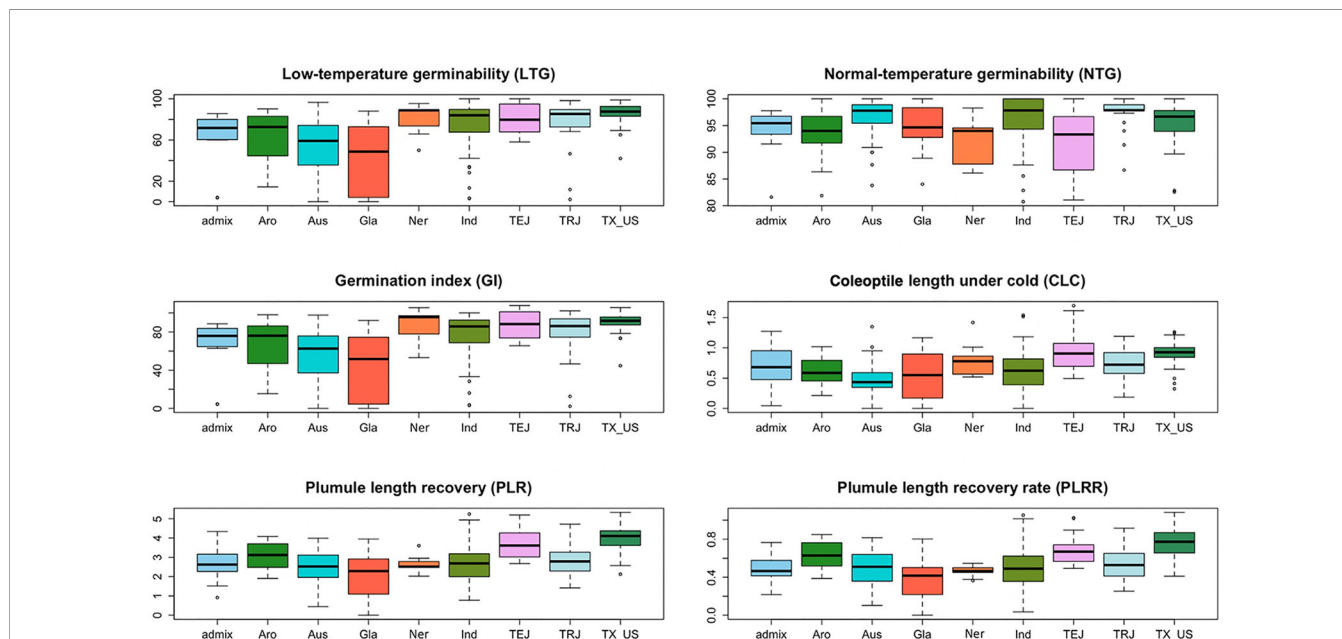 Low-temperature germinability (LTG)
0 20 60 100
admix Aro Aus Gla Ner Ind TEJ TRJ TX_US
Normal-temperature germinability (NTG)
80 85 90 95 100
admix Aro Aus Gla Ner Ind TEJ TRJ TX_US
Germination index (GI)
0 40 80
admix Aro Aus Gla Ner Ind TEJ TRJ TX_US
Coleoptile length under cold (CLC)
0.0 0.5 1.0 1.5
admix Aro Aus Gla Ner Ind TEJ TRJ TX_US
Plumule length recovery (PLR)
0 1 2 3 4 5
admix Aro Aus Gla Ner Ind TEJ TRJ TX_US
Plumule length recovery rate (PLRR)
0.0 0.4 0.8
admix Aro Aus Gla Ner Ind TEJ TRJ TX_US